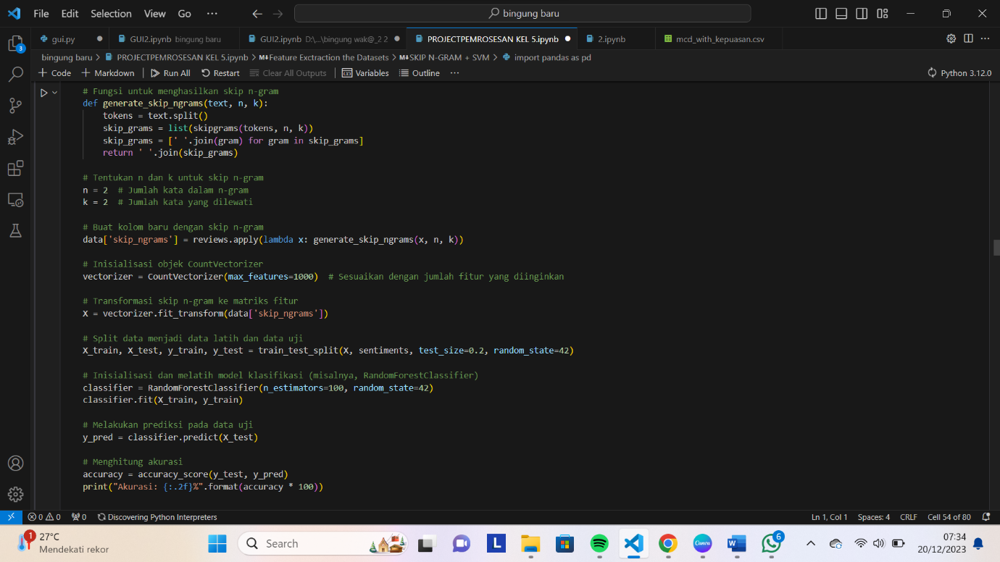 File Edit Selection View Go ··· bingung baru
gui.py GUI2.ipynb bingung baru GUI2.ipynb D:\...\bingung wak@_2 2 PROJECTPEMROSESAN KEL 5.ipynb 2.ipynb mcd_with_kepuasan.csv
bingung baru > PROJECTPEMROSESAN KEL 5.ipynb > M↓Feature Exctraction the Datasets > M↓SKIP N-GRAM + SVM > import pandas as pd
+ Code + Markdown Run All Restart Clear All Outputs Variables Outline ··· Python 3.12.0
3
# Fungsi untuk menghasilkan skip n-gram
def generate_skip_ngrams(text, n, k):
tokens = text.split()
skip_grams = list(skipgrams(tokens, n, k))
skip_grams = [' '.join(gram) for gram in skip_grams]
return ' '.join(skip_grams)
# Tentukan n dan k untuk skip n-gram
n = 2 # Jumlah kata dalam n-gram
k = 2 # Jumlah kata yang dilewati
# Buat kolom baru dengan skip n-gram
data['skip_ngrams'] = reviews.apply(lambda x: generate_skip_ngrams(x, n, k))
# Inisialisasi objek CountVectorizer
vectorizer = CountVectorizer(max_features=1000) # Sesuaikan dengan jumlah fitur yang diinginkan
# Transformasi skip n-gram ke matriks fitur
X = vectorizer.fit_transform(data['skip_ngrams'])
# Split data menjadi data latih dan data uji
X_train, X_test, y_train, y_test = train_test_split(X, sentiments, test_size=0.2, random_state=42)
# Inisialisasi dan melatih model klasifikasi (misalnya, RandomForestClassifier)
classifier = RandomForestClassifier(n_estimators=100, random_state=42)
classifier.fit(X_train, y_train)
# Melakukan prediksi pada data uji
y_pred = classifier.predict(X_test)
# Menghitung akurasi
accuracy = accuracy_score(y_test, y_pred)
print("Akurasi: {:.2f}%".format(accuracy * 100))
0 0 0 Discovering Python Interpreters Ln 1, Col 1 Spaces: 4 CRLF Cell 54 of 80
1 27°C Search L Canva W 6 07:34
Mendekati rekor 20/12/2023